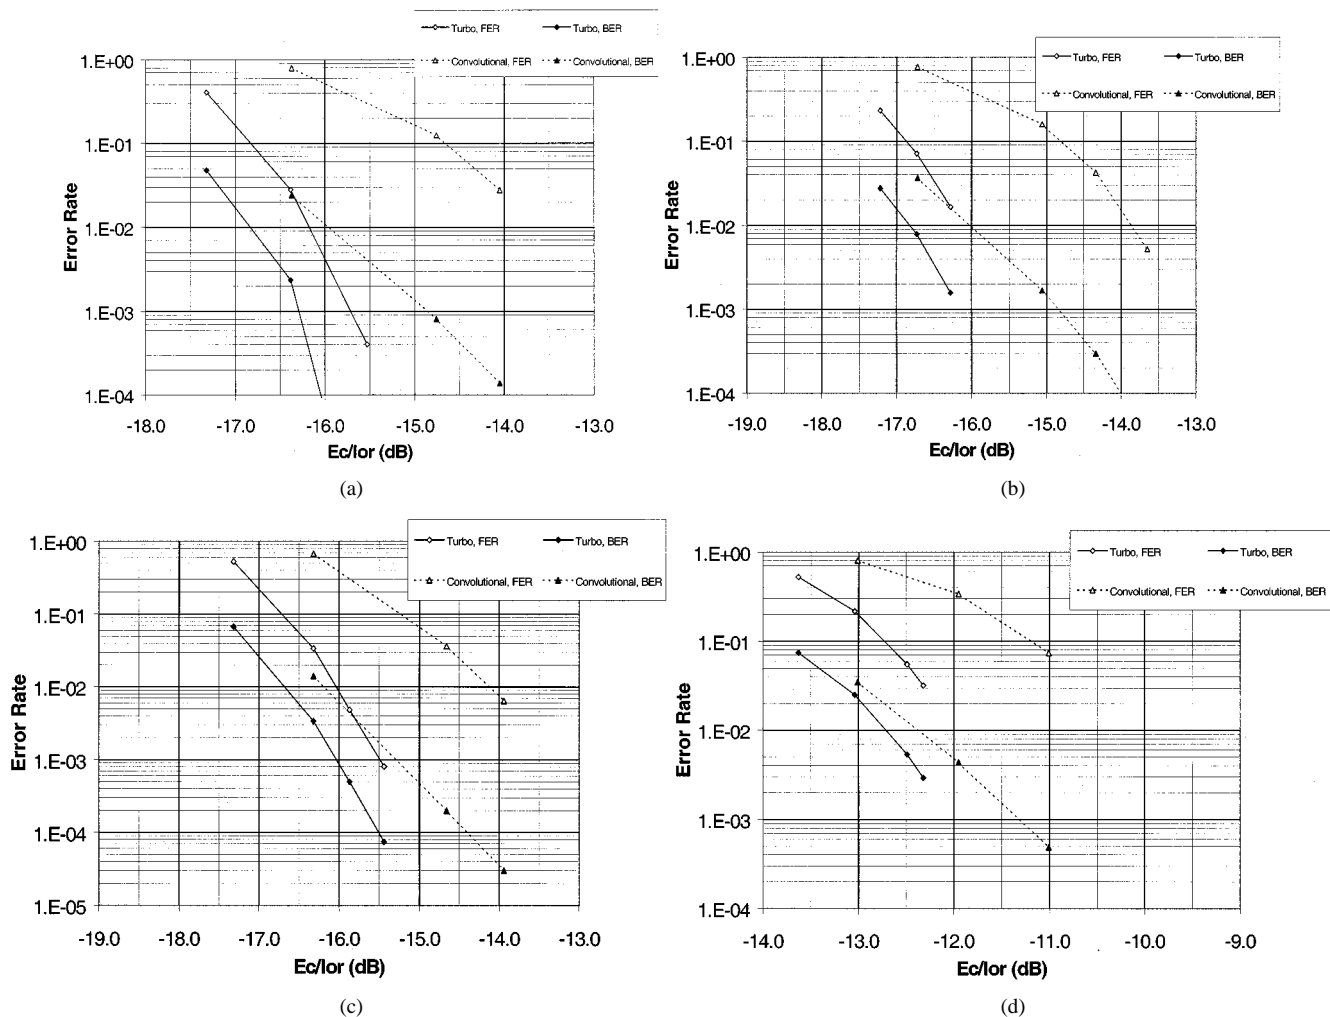 Turbo, FER
Turbo, BER
Convolutional, FER
Convolutional, BER
1.E+00
1.E-01
1.E-02
1.E-03
1.E-04
Error Rate
-18.0 -17.0 -16.0 -15.0 -14.0 -13.0
Ec/Ior (dB)
(a)
Turbo, FER
Turbo, BER
Convolutional, FER
Convolutional, BER
1.E+00
1.E-01
1.E-02
1.E-03
1.E-04
Error Rate
-19.0 -18.0 -17.0 -16.0 -15.0 -14.0 -13.0
Ec/Ior (dB)
(b)
Turbo, FER
Turbo, BER
Convolutional, FER
Convolutional, BER
1.E+00
1.E-01
1.E-02
1.E-03
1.E-04
1.E-05
Error Rate
-19.0 -18.0 -17.0 -16.0 -15.0 -14.0 -13.0
Ec/Ior (dB)
(c)
Turbo, FER
Turbo, BER
Convolutional, FER
Convolutional, BER
1.E+00
1.E-01
1.E-02
1.E-03
1.E-04
Error Rate
-14.0 -13.0 -12.0 -11.0 -10.0 -9.0
Ec/Ior (dB)
(d)